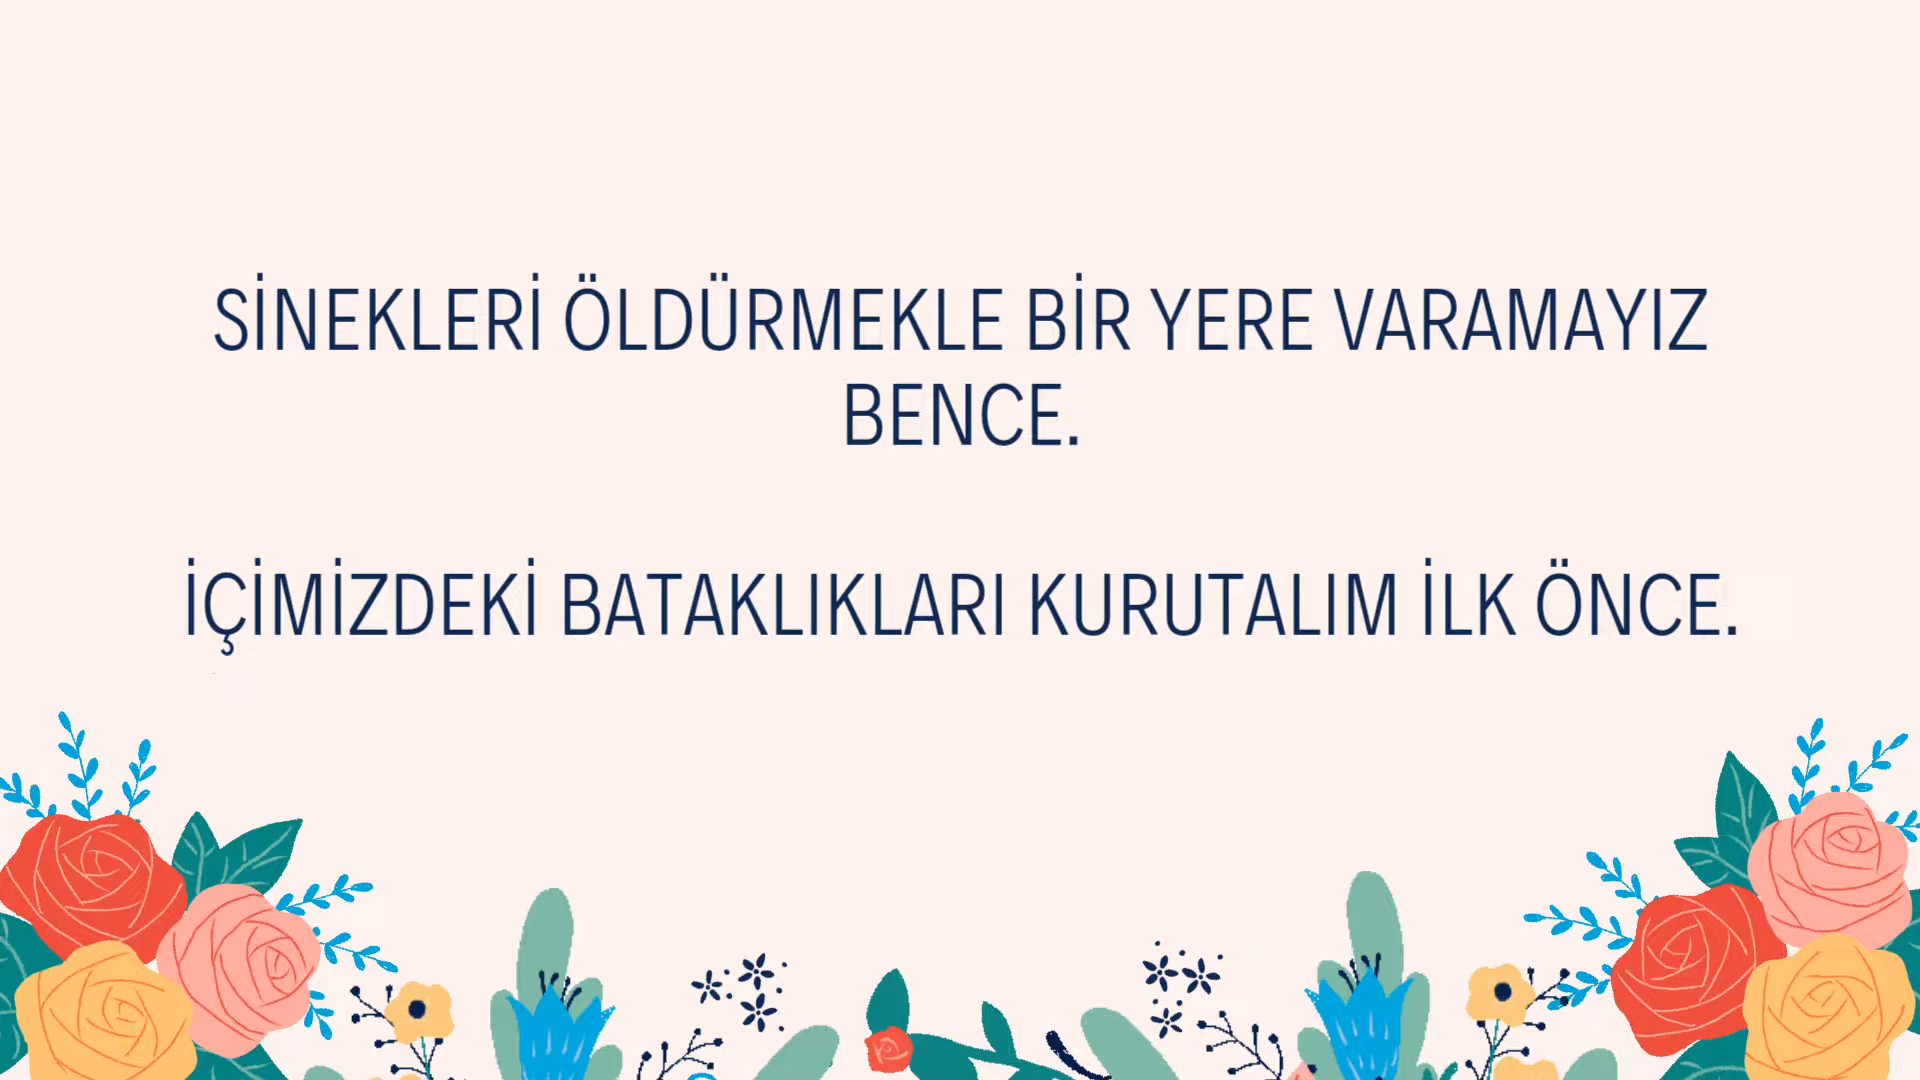 SİNEKLERİ ÖLDÜRMEKLE BİR YERE VARAMAYIZ
BENCE.
İÇİMİZDEKİ BATAKLIKLARI KURUTALIM İLK ÖNCE.